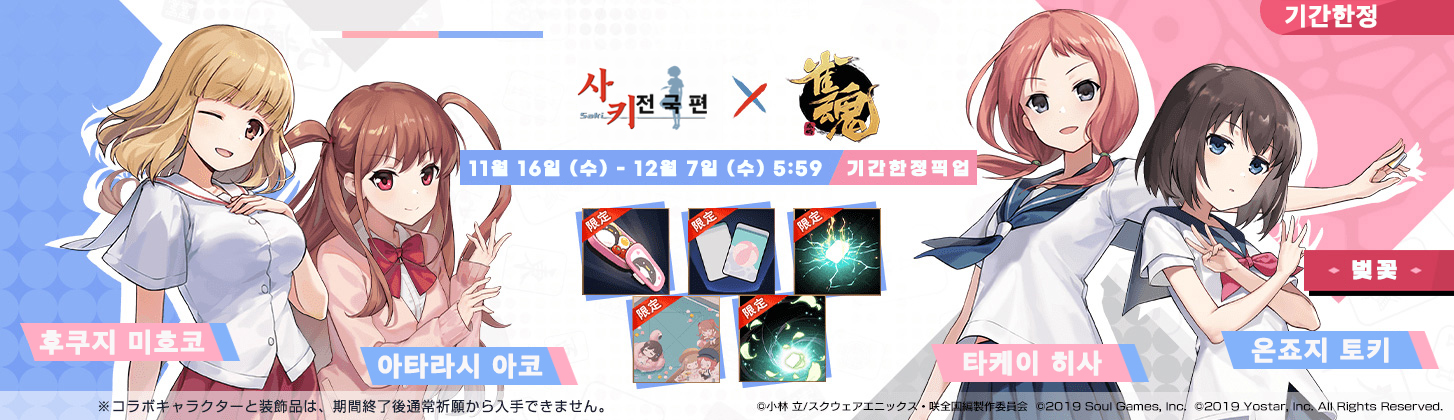 기간한정
사키 전국편
Saki
雀魂
11월 16일 (수) - 12월 7일 (수) 5:59
기간한정픽업
限定
限定
限定
限定
限定
벚꽃
후쿠지 미호코
아타라시 아코
타케이 히사
온죠지 토키
※コラボキャラクターと装飾品は、期間終了後通常祈願から入手できません。
©小林 立/スクウェアエニックス・咲全国編製作委員会 ©2019 Soul Games, Inc. ©2019 Yostar, Inc. All Rights Reserved.